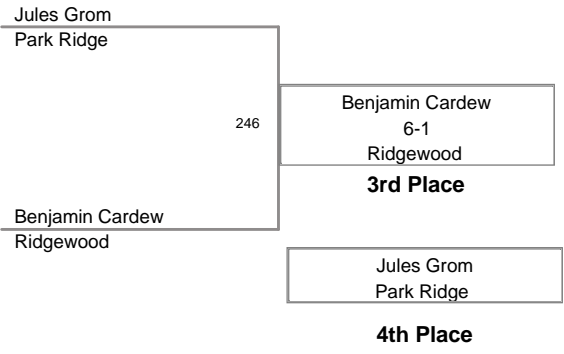 Jules Grom
Park Ridge
246
Benjamin Cardew
6-1
Ridgewood
3rd Place
Benjamin Cardew
Ridgewood
Jules Grom
Park Ridge
4th Place